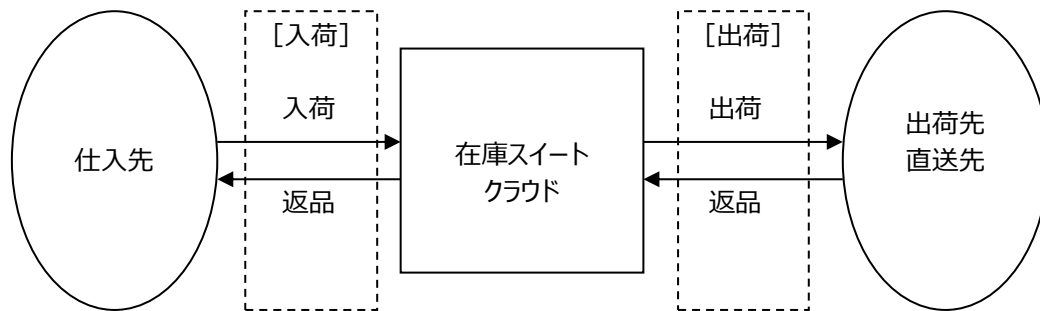 [入荷]
[出荷]
入荷
出荷
仕入先
在庫スイート
クラウド
出荷先
直送先
返品
返品